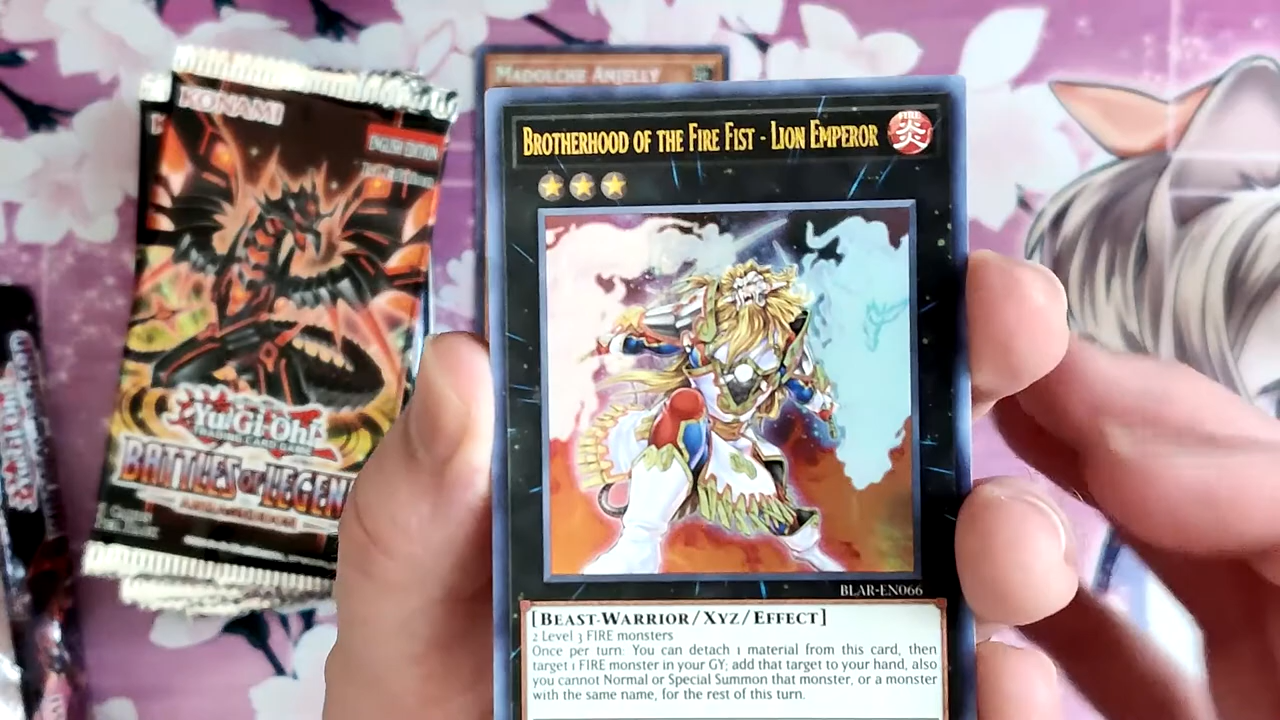 KONAMI
ENGLISH EDITION
Yu-Gi-Oh!
TRADING CARD GAME
BATTLES OF LEGEN
MADOLCHE ANJELLY
BROTHERHOOD OF THE FIRE FIST - LION EMPEROR
FIRE
炎
BLAR-EN066
[BEAST-WARRIOR/XYZ/EFFECT]
2 Level 3 FIRE monsters
Once per turn: You can detach 1 material from this card, then
target 1 FIRE monster in your GY; add that target to your hand, also
you cannot Normal or Special Summon that monster, or a monster
with the same name, for the rest of this turn.